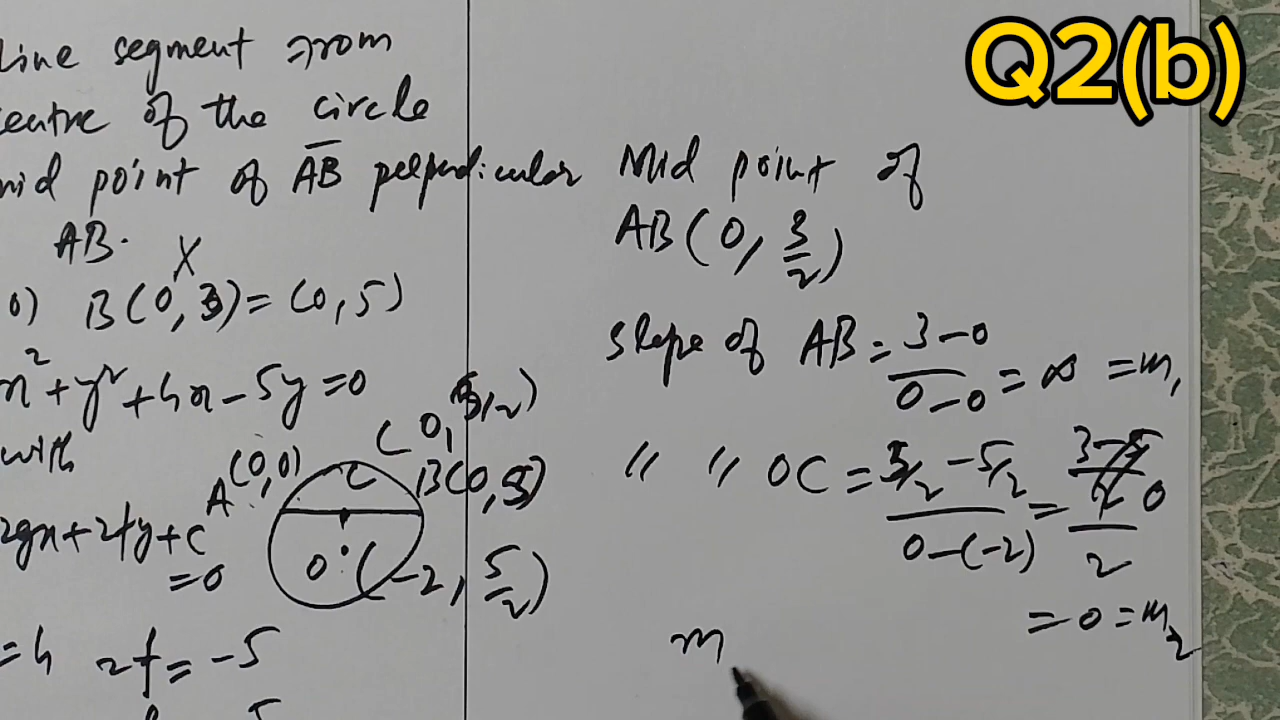 Q2(b)
Line segment from
centre of the circle
mid point of AB perpendicular
AB.
0) B(0, 3) = (0, 5)
x² + y² + 4x - 5y = 0
with
2gx + 2fy + c
= 0
= 4 2f = -5
5
A (0,0)
C
C (0, 5/2)
B(0, 5)
O (-2, 5/2)
Mid point of
AB (0, 3/2)
Slope of AB = 3-0/0-0 = ∞ = m₁
" " OC = 5/2 - 5/2 / 0-(-2) = 0/2
= 0 = m₂
m